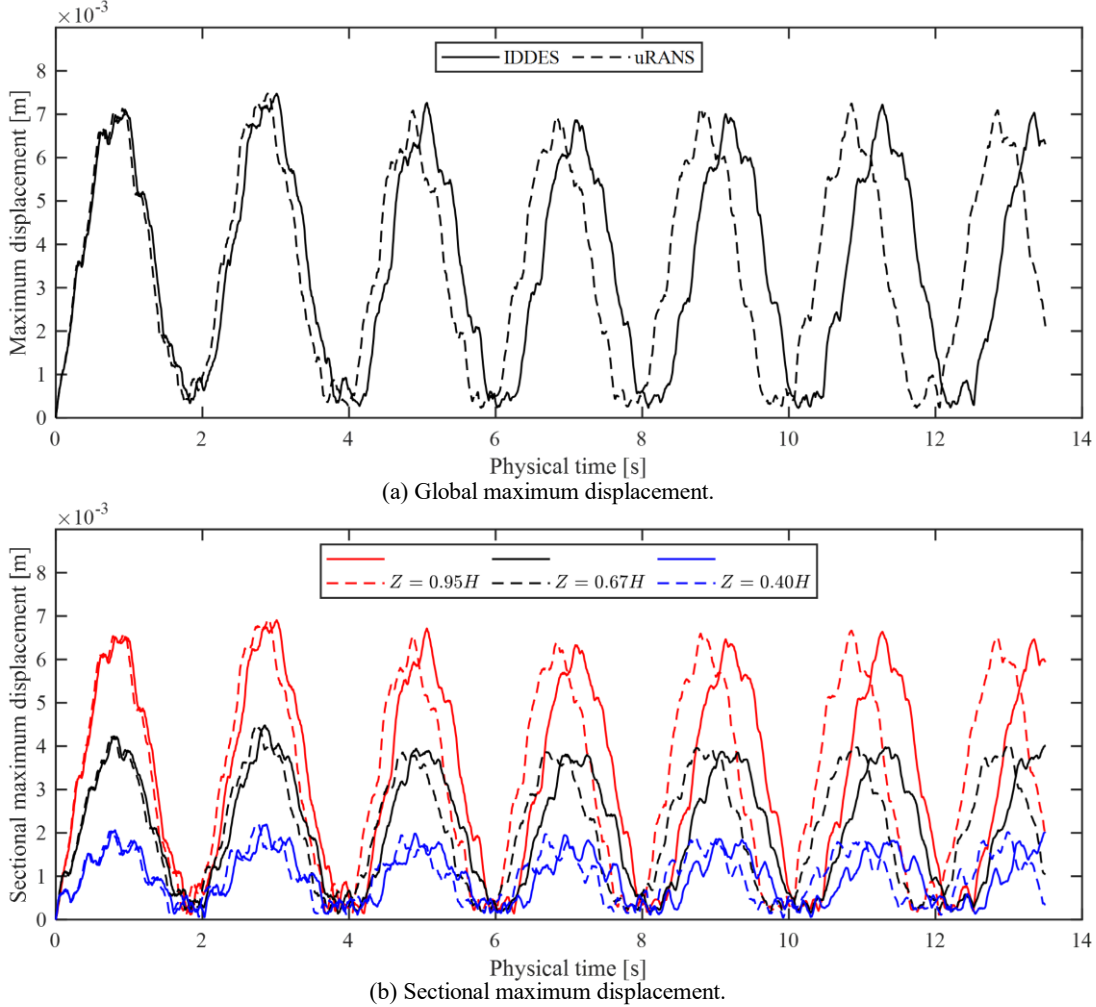 ×10⁻³
IDDES uRANS
8
7
6
5
4
3
2
1
0
Maximum displacement [m]
0 2 4 6 8 10 12 14
Physical time [s]
(a) Global maximum displacement.
×10⁻³
Z = 0.95H Z = 0.67H Z = 0.40H
8
7
6
5
4
3
2
1
0
Sectional maximum displacement [m]
0 2 4 6 8 10 12 14
Physical time [s]
(b) Sectional maximum displacement.